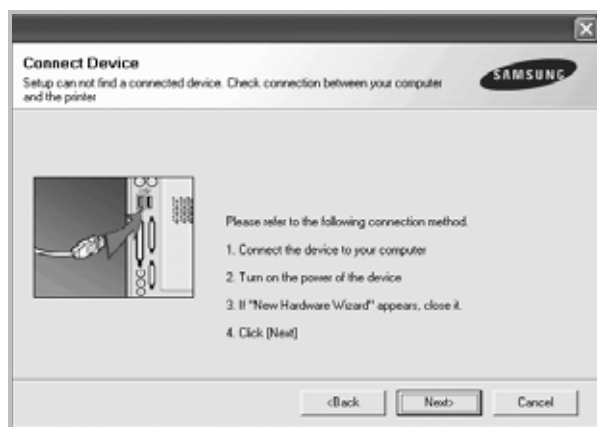 Connect Device
Setup can not find a connected device. Check connection between your computer
and the printer
SAMSUNG
Please refer to the following connection method.
1. Connect the device to your computer
2. Turn on the power of the device
3. If "New Hardware Wizard" appears, close it.
4. Click [Next]
<Back
Next>
Cancel